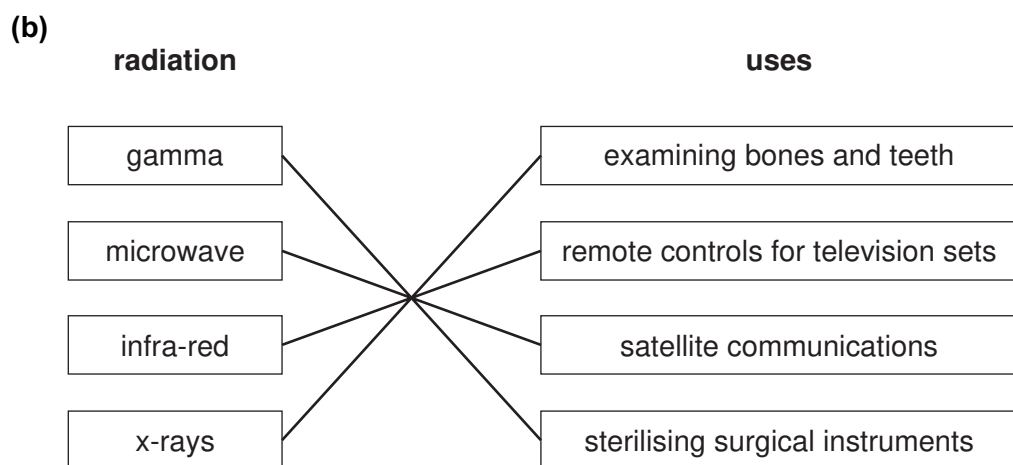 (b)
radiation
uses
gamma
examining bones and teeth
microwave
remote controls for television sets
infra-red
satellite communications
x-rays
sterilising surgical instruments